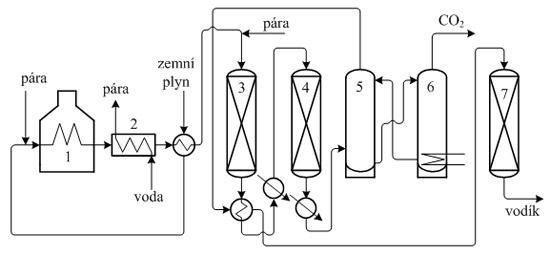 CO₂
pára
zemní
plyn
pára
pára
1
2
voda
3
4
5
6
7
vodík